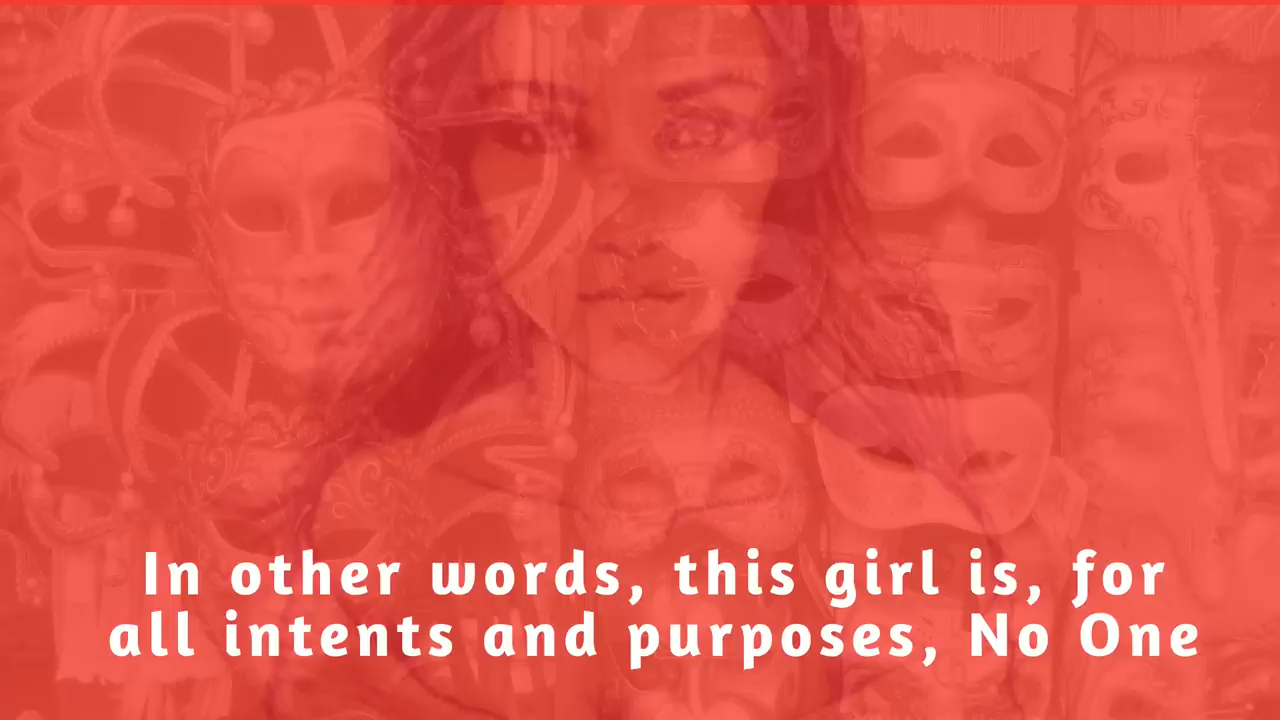 In other words, this girl is, for
all intents and purposes, No One